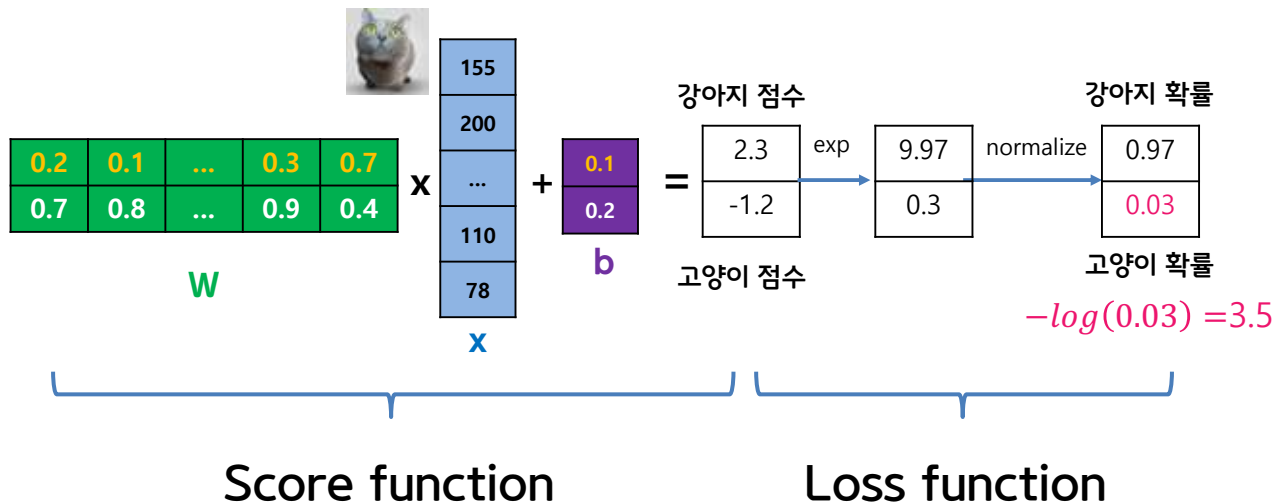 155
200
...
110
78
x
0.2 0.1 ... 0.3 0.7
0.7 0.8 ... 0.9 0.4
W
x
+
0.1
0.2
b
=
강아지 점수
2.3
-1.2
고양이 점수
exp
9.97
0.3
normalize
강아지 확률
0.97
0.03
고양이 확률
−log(0.03) =3.5
Score function
Loss function